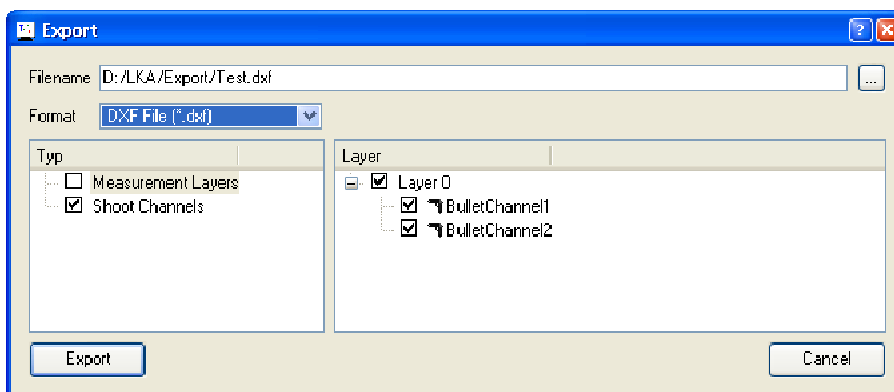 Export
Filename D:/LKA/Export/Test.dxf ...
Format DXF File (*.dxf)
Typ
Measurement Layers
Shoot Channels
Layer
Layer 0
BulletChannel1
BulletChannel2
Export
Cancel